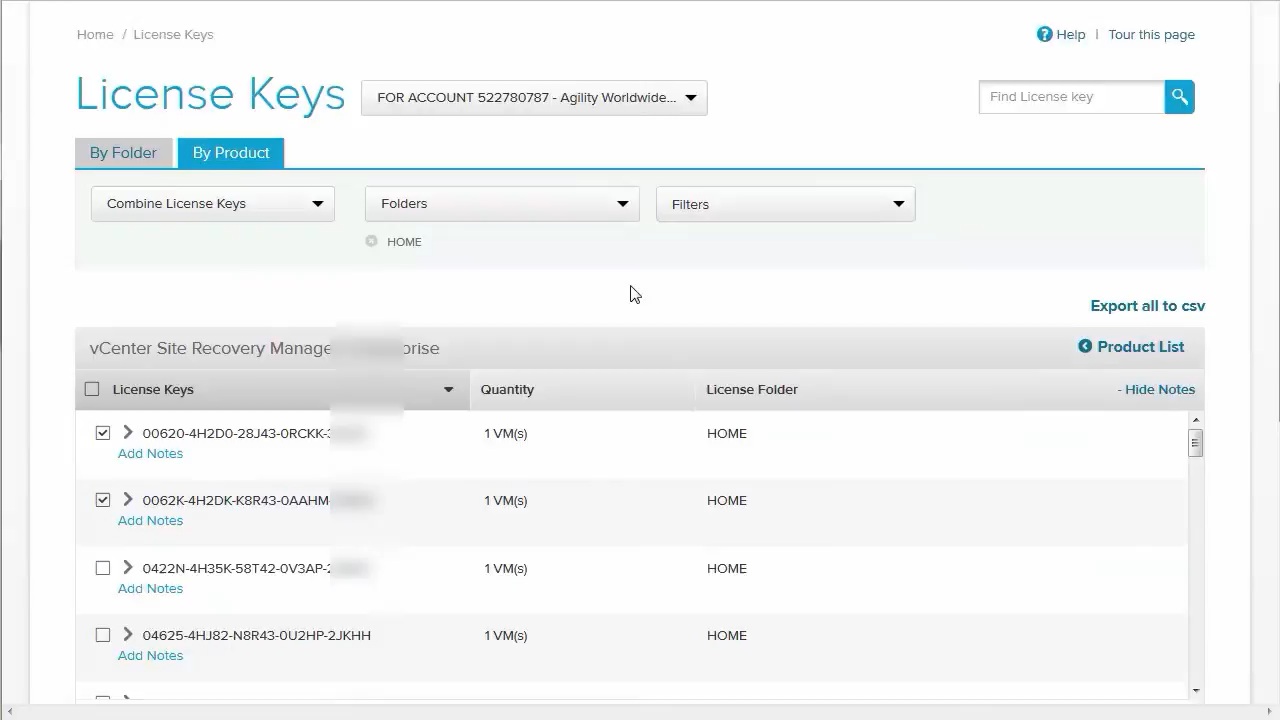 Home / License Keys
Help | Tour this page
License Keys
FOR ACCOUNT 522780787 - Agility Worldwide...
Find License key
By Folder
By Product
Combine License Keys
Folders
Filters
HOME
Export all to csv
vCenter Site Recovery
Product List
License Keys
Quantity
License Folder
- Hide Notes
00620-4H2D0-28J43-0RCKK-
1 VM(s)
HOME
Add Notes
0062K-4H2DK-K8R43-0AAHM-
1 VM(s)
HOME
Add Notes
0422N-4H35K-58T42-0V3AP-
1 VM(s)
HOME
Add Notes
04625-4HJ82-N8R43-0U2HP-2JKHH
1 VM(s)
HOME
Add Notes